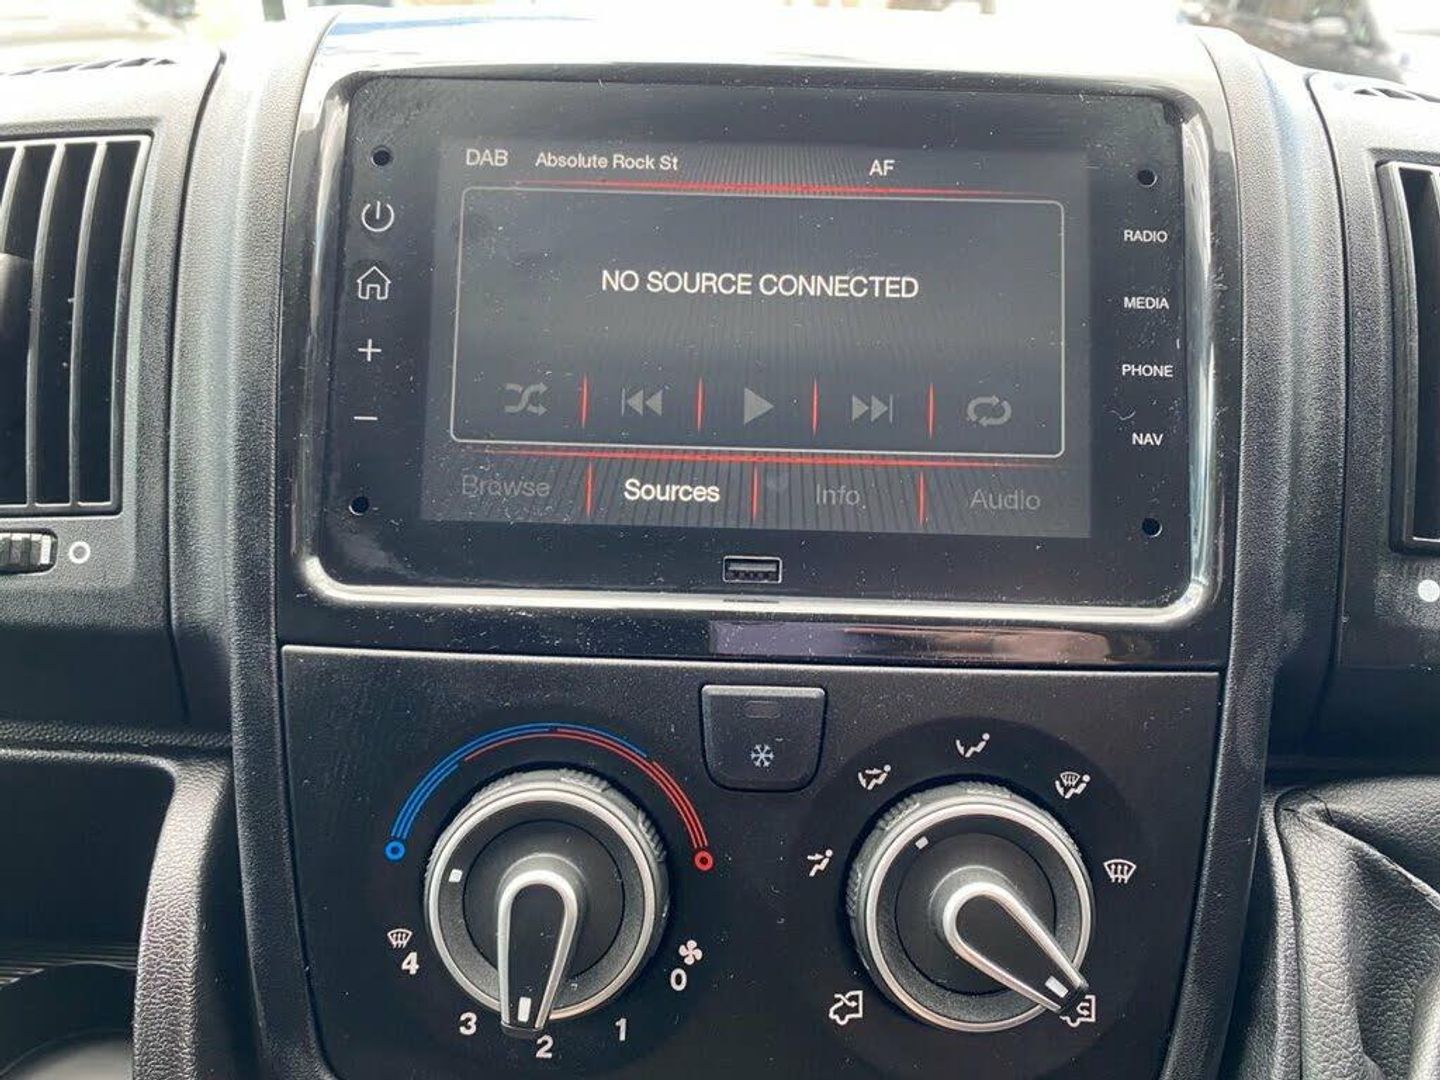 DAB Absolute Rock St AF
RADIO
NO SOURCE CONNECTED
MEDIA
PHONE
NAV
Browse Sources Info Audio
4
3
2
1
0